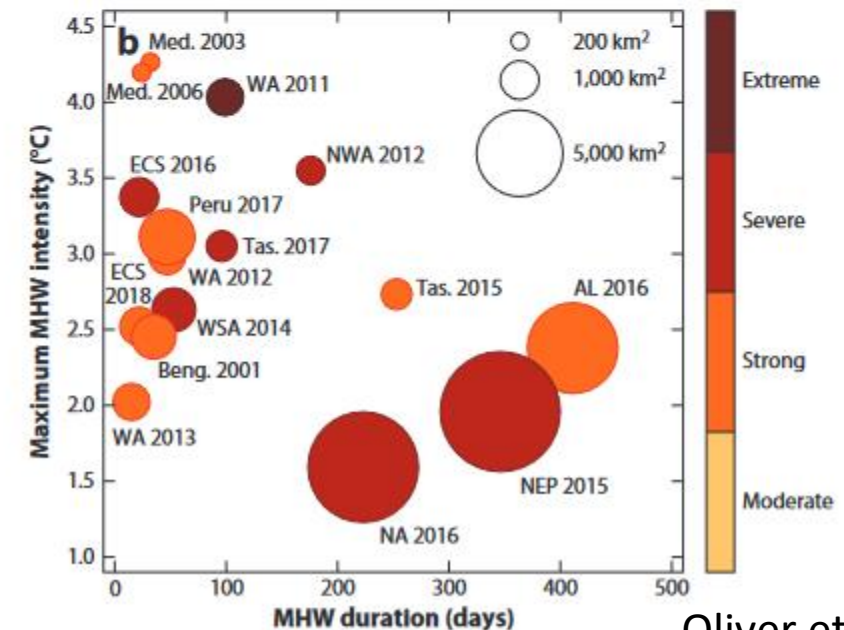 b
Med. 2003
Med. 2006
WA 2011
ECS 2016
NWA 2012
Peru 2017
Tas. 2017
WA 2012
ECS
2018
WSA 2014
Beng. 2001
WA 2013
Tas. 2015
AL 2016
NEP 2015
NA 2016
200 km²
1,000 km²
5,000 km²
Maximum MHW intensity (°C)
4.5
4.0
3.5
3.0
2.5
2.0
1.5
1.0
0
100
200
300
400
500
MHW duration (days)
Extreme
Severe
Strong
Moderate
Oliver et